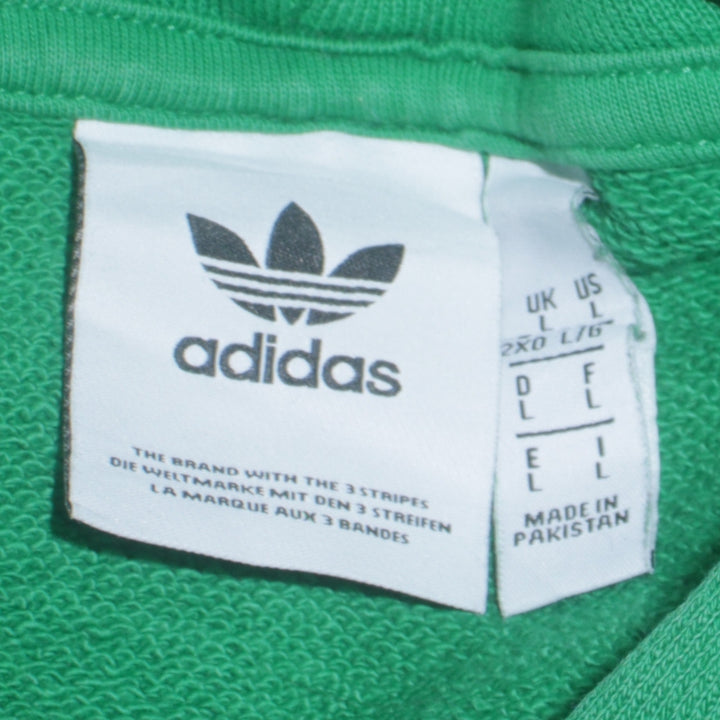 adidas
THE BRAND WITH THE 3 STRIPES
DIE WELTMARKE MIT DEN 3 STREIFEN
LA MARQUE AUX 3 BANDES
UK US
L L
2XO L/G
D F
L L
E I
L L
MADE IN
PAKISTAN